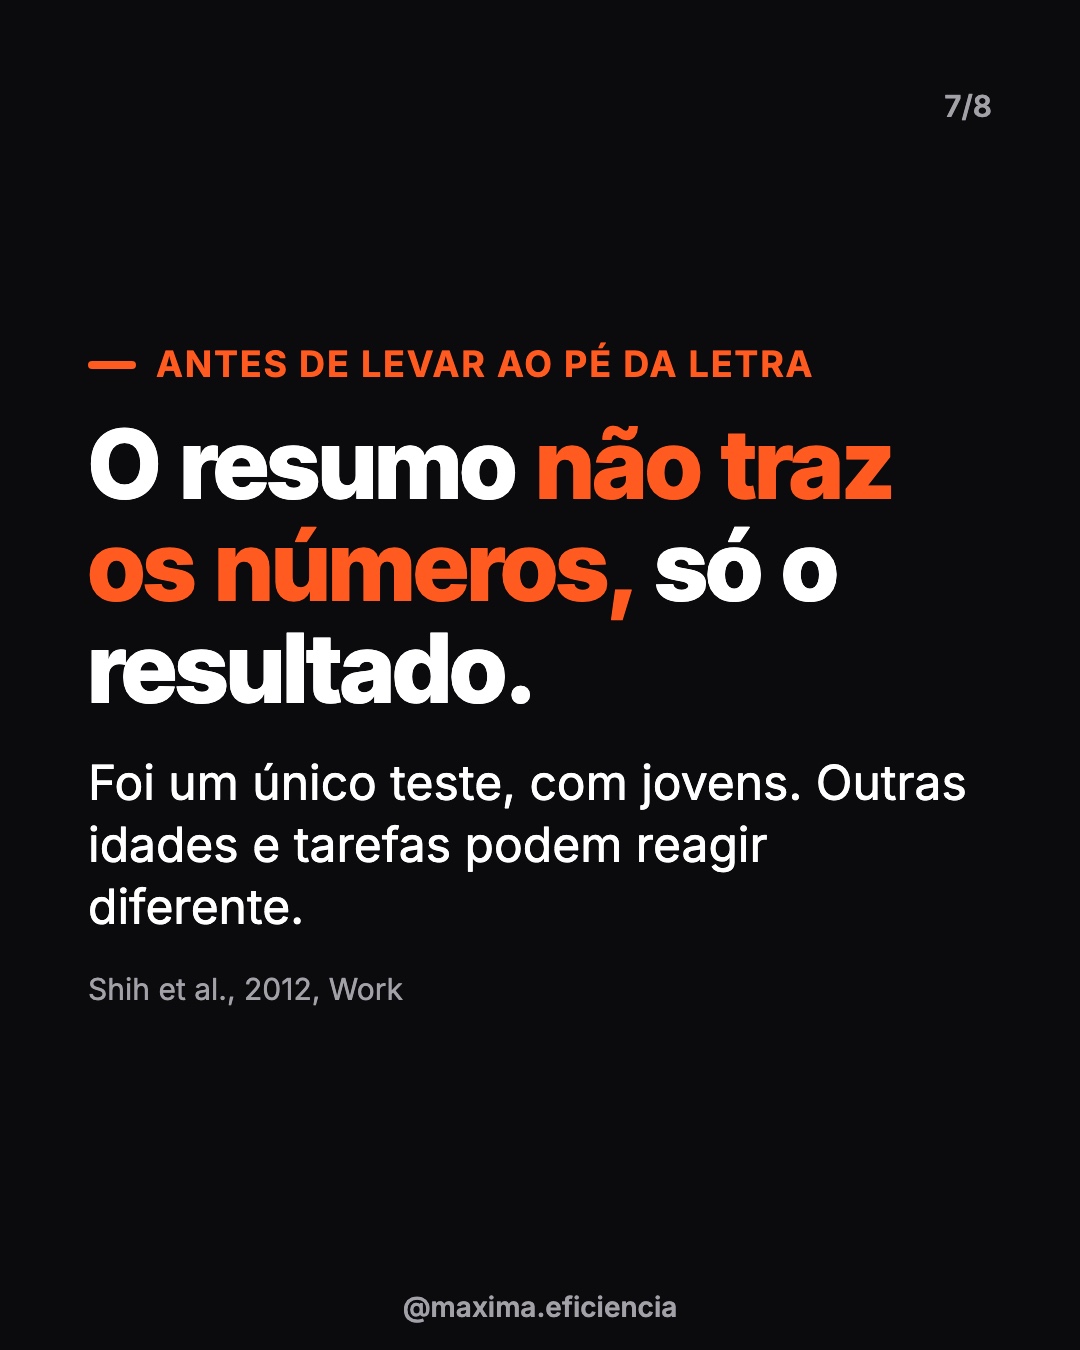 7/8
ANTES DE LEVAR AO PÉ DA LETRA
O resumo não traz
os números, só o
resultado.
Foi um único teste, com jovens. Outras
idades e tarefas podem reagir
diferente.
Shih et al., 2012, Work
@maxima.eficiencia